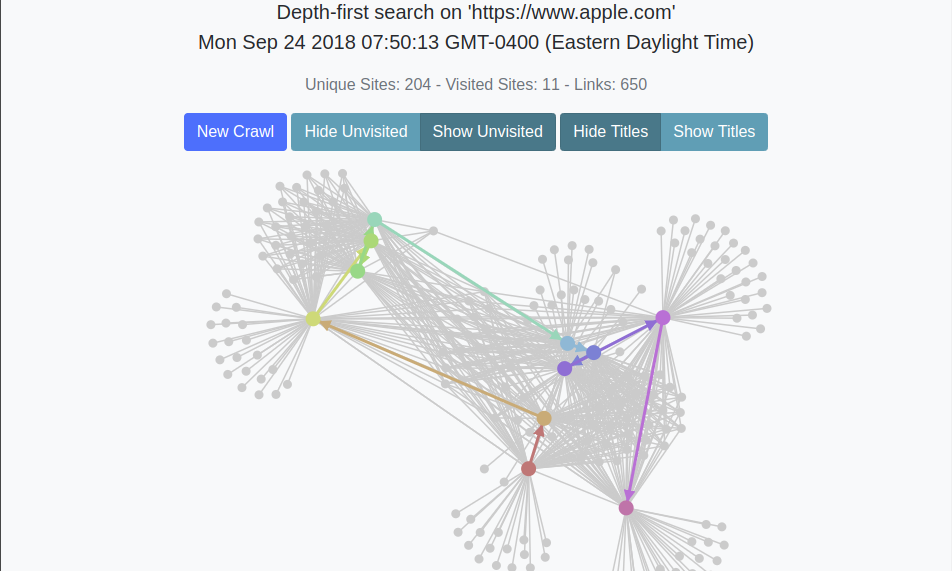 Depth-first search on 'https://www.apple.com'
Mon Sep 24 2018 07:50:13 GMT-0400 (Eastern Daylight Time)
Unique Sites: 204 - Visited Sites: 11 - Links: 650
New Crawl Hide Unvisited Show Unvisited Hide Titles Show Titles